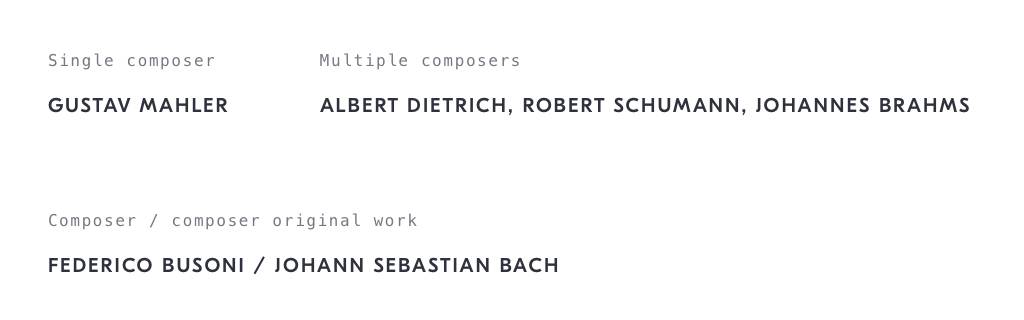 Single composer
Multiple composers
GUSTAV MAHLER
ALBERT DIETRICH, ROBERT SCHUMANN, JOHANNES BRAHMS
Composer / composer original work
FEDERICO BUSONI / JOHANN SEBASTIAN BACH